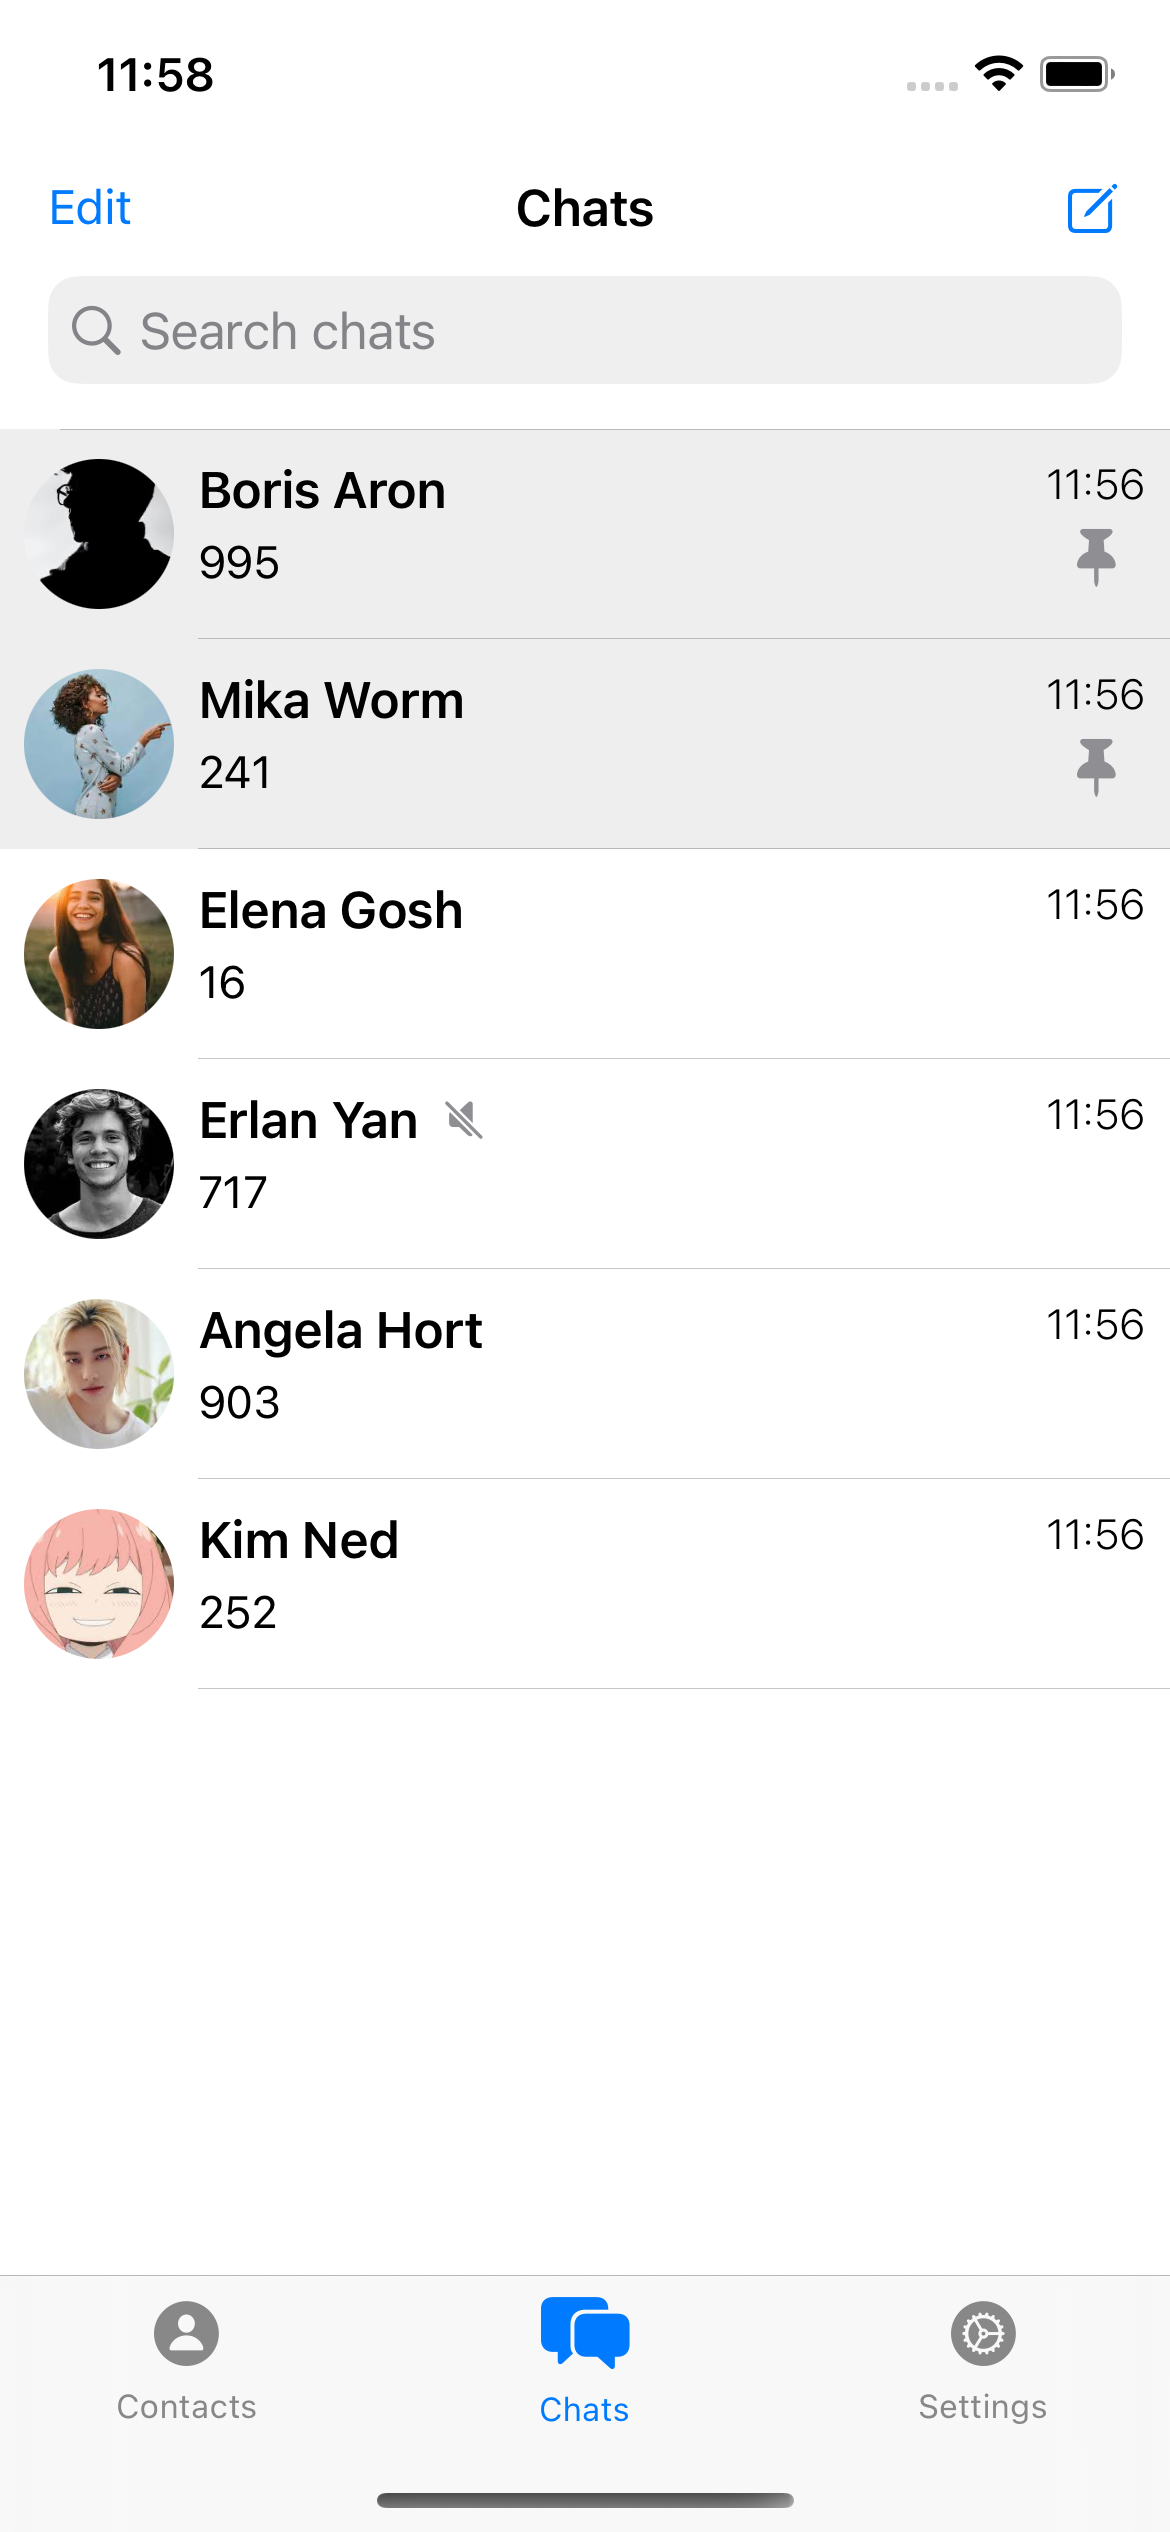 11:58
Edit
Chats
Search chats
Boris Aron
11:56
995
Mika Worm
11:56
241
Elena Gosh
11:56
16
Erlan Yan
11:56
717
Angela Hort
11:56
903
Kim Ned
11:56
252
Contacts
Chats
Settings